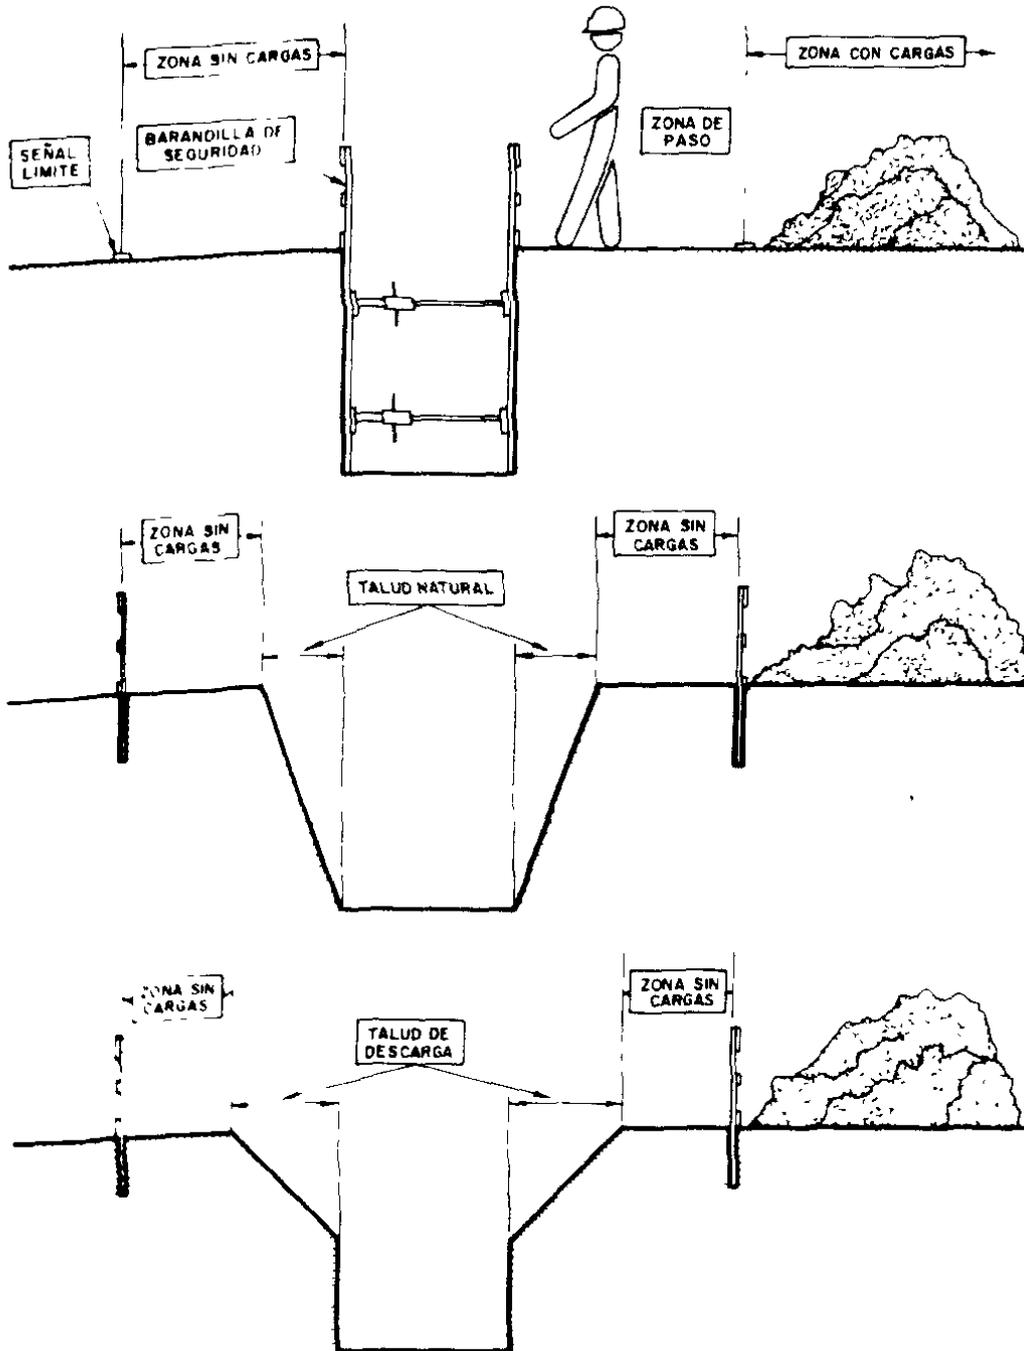 ZONA SIN CARGAS
ZONA CON CARGAS
SEÑAL
LIMITE
BARANDILLA DE
SEGURIDAD
ZONA DE
PASO
ZONA SIN
CARGAS
ZONA SIN
CARGAS
TALUD NATURAL
ZONA SIN
CARGAS
ZONA SIN
CARGAS
TALUD DE
DESCARGA